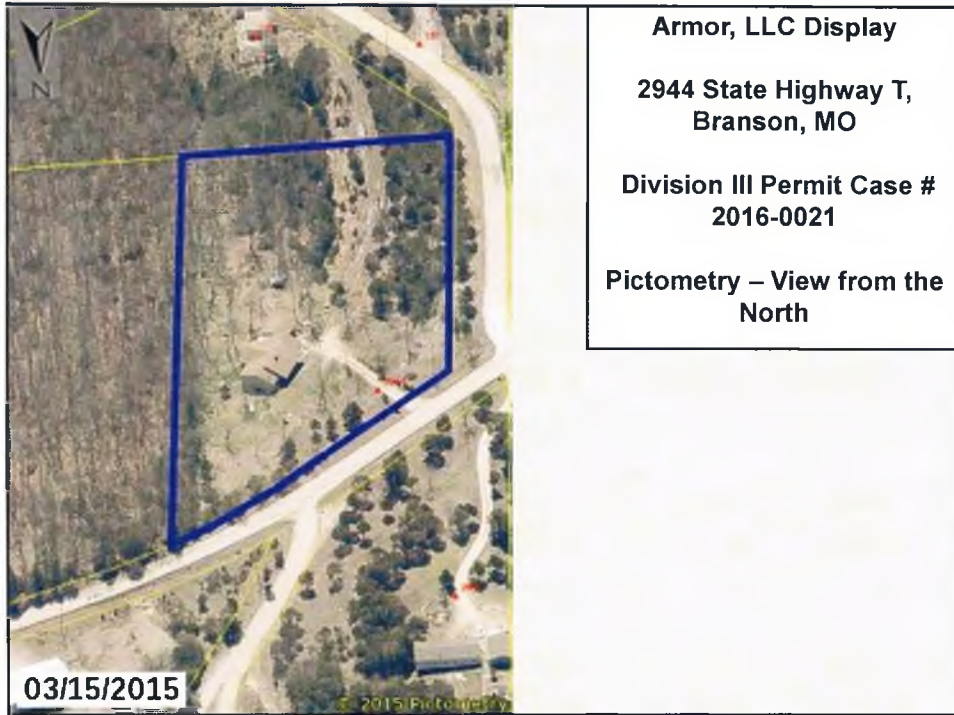 N
Armor, LLC Display
2944 State Highway T,
Branson, MO
Division III Permit Case #
2016-0021
Pictometry – View from the
North
03/15/2015
© 2015 Pictometry